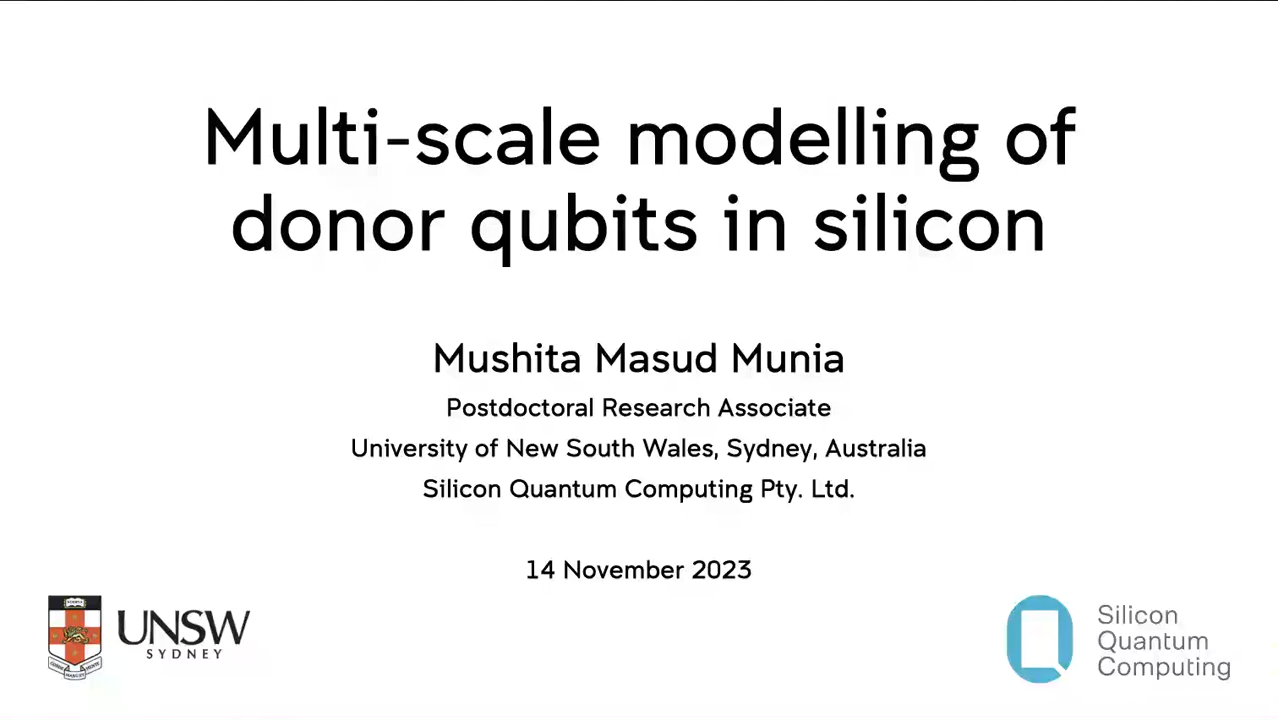 Multi-scale modelling of
donor qubits in silicon
Mushita Masud Munia
Postdoctoral Research Associate
University of New South Wales, Sydney, Australia
Silicon Quantum Computing Pty. Ltd.
14 November 2023
UNSW
SYDNEY
Silicon
Quantum
Computing